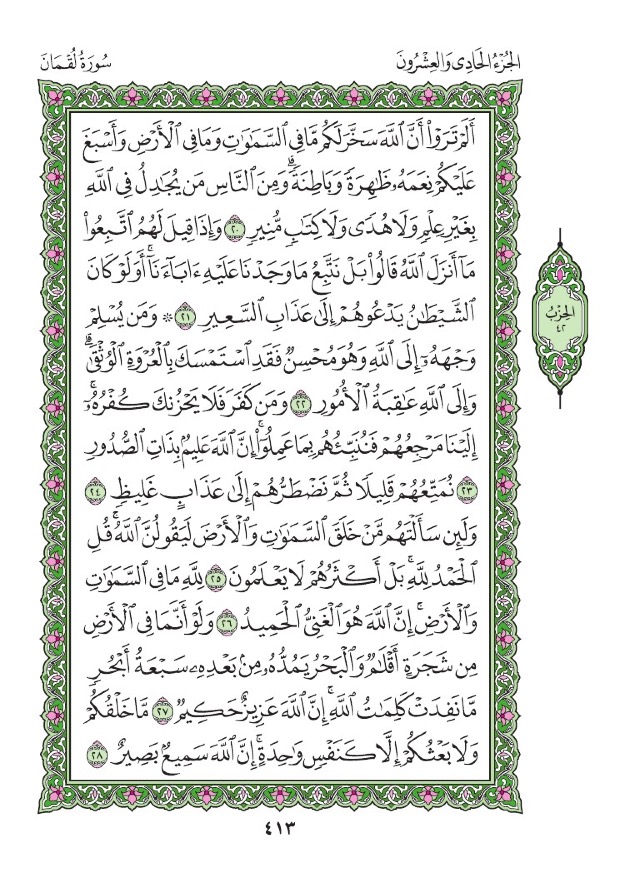 الجُزْءُ الحَادِى وَالعِشْرُونَ
سُورَةُ لُقْمَانَ
أَلَمْ تَرَوْا۟ أَنَّ ٱللَّهَ سَخَّرَ لَكُم مَّا فِي ٱلسَّمَٰوَٰتِ وَمَا فِي ٱلْأَرْضِ وَأَسْبَغَ
عَلَيْكُمْ نِعَمَهُۥ ظَٰهِرَةً وَبَاطِنَةً ۗ وَمِنَ ٱلنَّاسِ مَن يُجَٰدِلُ فِي ٱللَّهِ
بِغَيْرِ عِلْمٍ وَلَا هُدًى وَلَا كِتَٰبٍ مُّنِيرٍ ٢٠ وَإِذَا قِيلَ لَهُمُ ٱتَّبِعُوا۟
مَآ أَنزَلَ ٱللَّهُ قَالُوا۟ بَلْ نَتَّبِعُ مَا وَجَدْنَا عَلَيْهِ ءَابَآءَنَآ ۚ أَوَلَوْ كَانَ
ٱلشَّيْطَٰنُ يَدْعُوهُمْ إِلَىٰ عَذَابِ ٱلسَّعِيرِ ٢١ ۞ وَمَن يُسْلِمْ
وَجْهَهُۥٓ إِلَى ٱللَّهِ وَهُوَ مُحْسِنٌ فَقَدِ ٱسْتَمْسَكَ بِٱلْعُرْوَةِ ٱلْوُثْقَىٰ ۗ
وَإِلَى ٱللَّهِ عَٰقِبَةُ ٱلْأُمُورِ ٢٢ وَمَن كَفَرَ فَلَا يَحْزُنكَ كُفْرُهُۥٓ ۚ
إِلَيْنَا مَرْجِعُهُمْ فَنُنَبِّئُهُم بِمَا عَمِلُوٓا۟ ۚ إِنَّ ٱللَّهَ عَلِيمٌۢ بِذَاتِ ٱلصُّدُورِ
٢٣ نُمَتِّعُهُمْ قَلِيلًا ثُمَّ نَضْطَرُّهُمْ إِلَىٰ عَذَابٍ غَلِيظٍ ٢٤
وَلَئِن سَأَلْتَهُم مَّنْ خَلَقَ ٱلسَّمَٰوَٰتِ وَٱلْأَرْضَ لَيَقُولُنَّ ٱللَّهُ ۚ قُلِ
ٱلْحَمْدُ لِلَّهِ ۚ بَلْ أَكْثَرُهُمْ لَا يَعْلَمُونَ ٢٥ لِلَّهِ مَا فِي ٱلسَّمَٰوَٰتِ
وَٱلْأَرْضِ ۚ إِنَّ ٱللَّهَ هُوَ ٱلْغَنِيُّ ٱلْحَمِيدُ ٢٦ وَلَوْ أَنَّمَا فِي ٱلْأَرْضِ
مِن شَجَرَةٍ أَقْلَٰمٌ وَٱلْبَحْرُ يَمُدُّهُۥ مِنۢ بَعْدِهِۦ سَبْعَةُ أَبْحُرٍ
مَّا نَفِدَتْ كَلِمَٰتُ ٱللَّهِ ۗ إِنَّ ٱللَّهَ عَزِيزٌ حَكِيمٌ ٢٧ مَّا خَلْقُكُمْ
وَلَا بَعْثُكُمْ إِلَّا كَنَفْسٍ وَٰحِدَةٍ ۗ إِنَّ ٱللَّهَ سَمِيعٌۢ بَصِيرٌ ٢٨
الحِزْبُ
٤٢
٤١٣